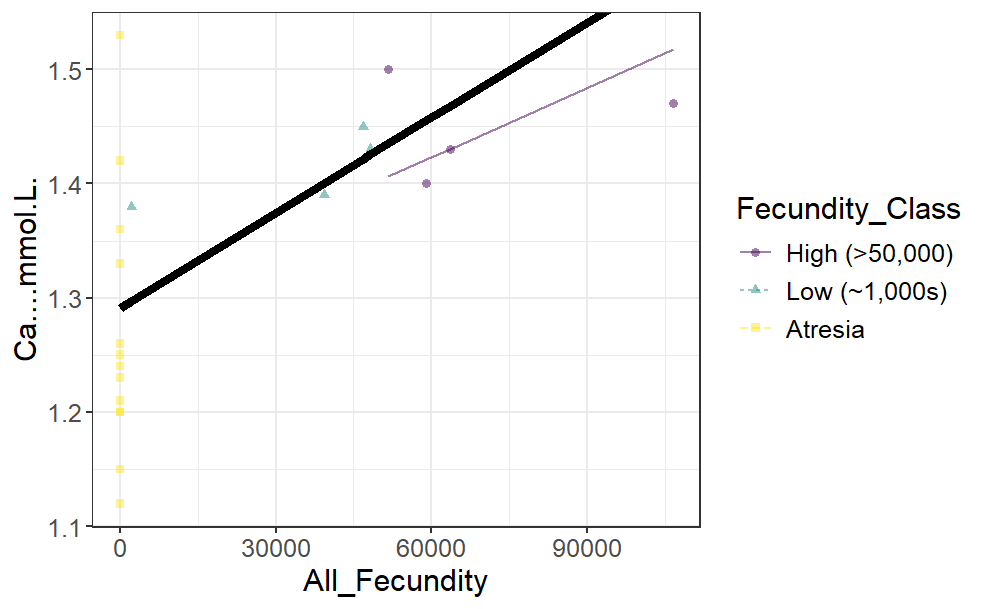 1.5
1.4
1.3
1.2
1.1
Ca....mmol.L.
0
30000
60000
90000
All_Fecundity
Fecundity_Class
High (>50,000)
Low (~1,000s)
Atresia